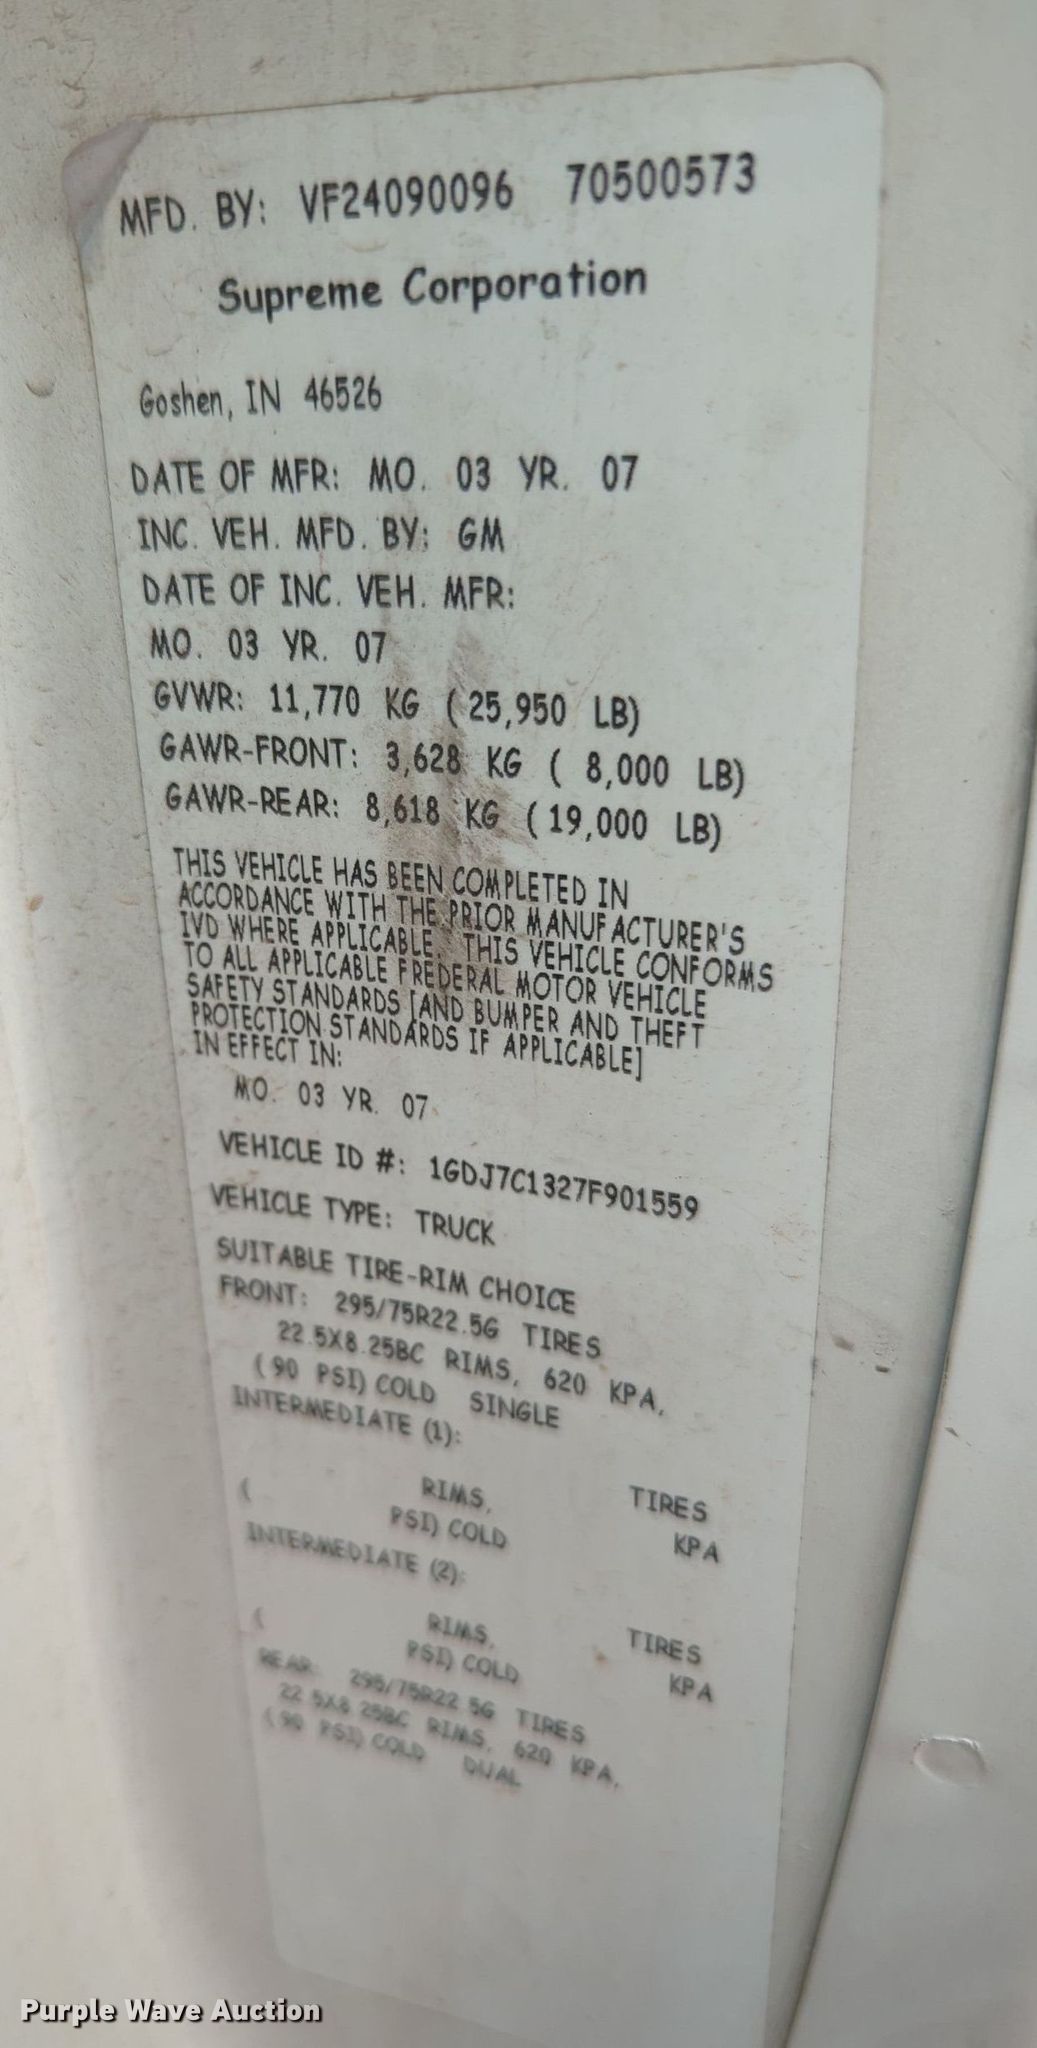 MFD. BY: VF24090096 70500573
Supreme Corporation
Goshen, IN 46526
DATE OF MFR: MO. 03 YR. 07
INC. VEH. MFD. BY: GM
DATE OF INC. VEH. MFR:
MO. 03 YR. 07
GVWR: 11,770 KG (25,950 LB)
GAWR-FRONT: 3,628 KG ( 8,000 LB)
GAWR-REAR: 8,618 KG (19,000 LB)
THIS VEHICLE HAS BEEN COMPLETED IN
ACCORDANCE WITH THE PRIOR MANUFACTURER'S
IVD WHERE APPLICABLE. THIS VEHICLE CONFORMS
TO ALL APPLICABLE FREDERAL MOTOR VEHICLE
SAFETY STANDARDS [AND BUMPER AND THEFT
PROTECTION STANDARDS IF APPLICABLE]
IN EFFECT IN:
MO. 03 YR. 07
VEHICLE ID #: 1GDJ7C1327F901559
VEHICLE TYPE: TRUCK
SUITABLE TIRE-RIM CHOICE
FRONT: 295/75R22.5G TIRES
22.5X8.25BC RIMS, 620 KPA,
(90 PSI) COLD SINGLE
INTERMEDIATE (1):
TIRES
RIMS, KPA
( PSI) COLD
INTERMEDIATE (2):
TIRES
RIMS, KPA
( PSI) COLD
REAR: 295/75R22.5G TIRES
22.5X8.25BC RIMS, 620 KPA,
(90 PSI) COLD DUAL
Purple Wave Auction